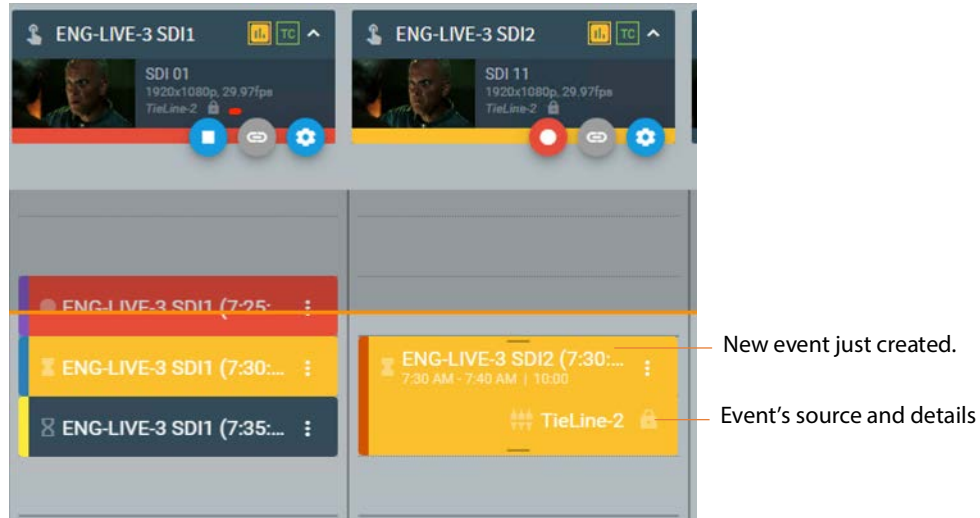 ENG-LIVE-3 SDI1
TC
SDI 01
1920x1080p, 29.97fps
TieLine-2
ENG-LIVE-3 SDI2
TC
SDI 11
1920x1080p, 29.97fps
TieLine-2
ENG-LIVE-3 SDI1 (7:25:
ENG-LIVE-3 SDI1 (7:30:...
ENG-LIVE-3 SDI1 (7:35:...
ENG-LIVE-3 SDI2 (7:30:...
7:30 AM - 7:40 AM | 10:00
TieLine-2
New event just created.
Event’s source and details